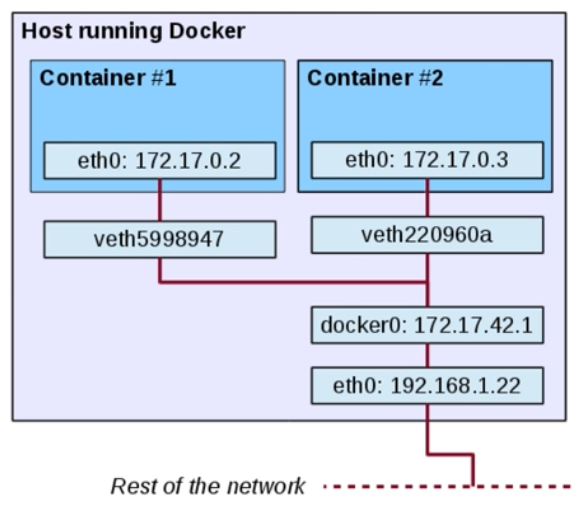 Host running Docker
Container #1
Container #2
eth0: 172.17.0.2
eth0: 172.17.0.3
veth5998947
veth220960a
docker0: 172.17.42.1
eth0: 192.168.1.22
Rest of the network